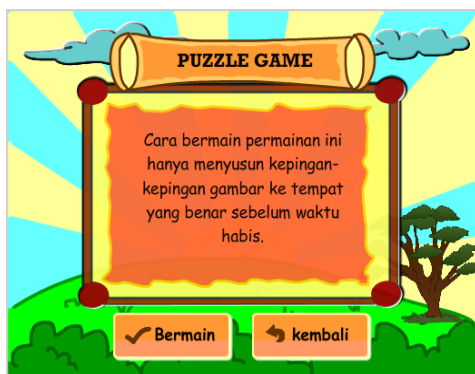 PUZZLE GAME
Cara bermain permainan ini
hanya menyusun kepingan-
kepingan gambar ke tempat
yang benar sebelum waktu
habis.
Bermain
kembali